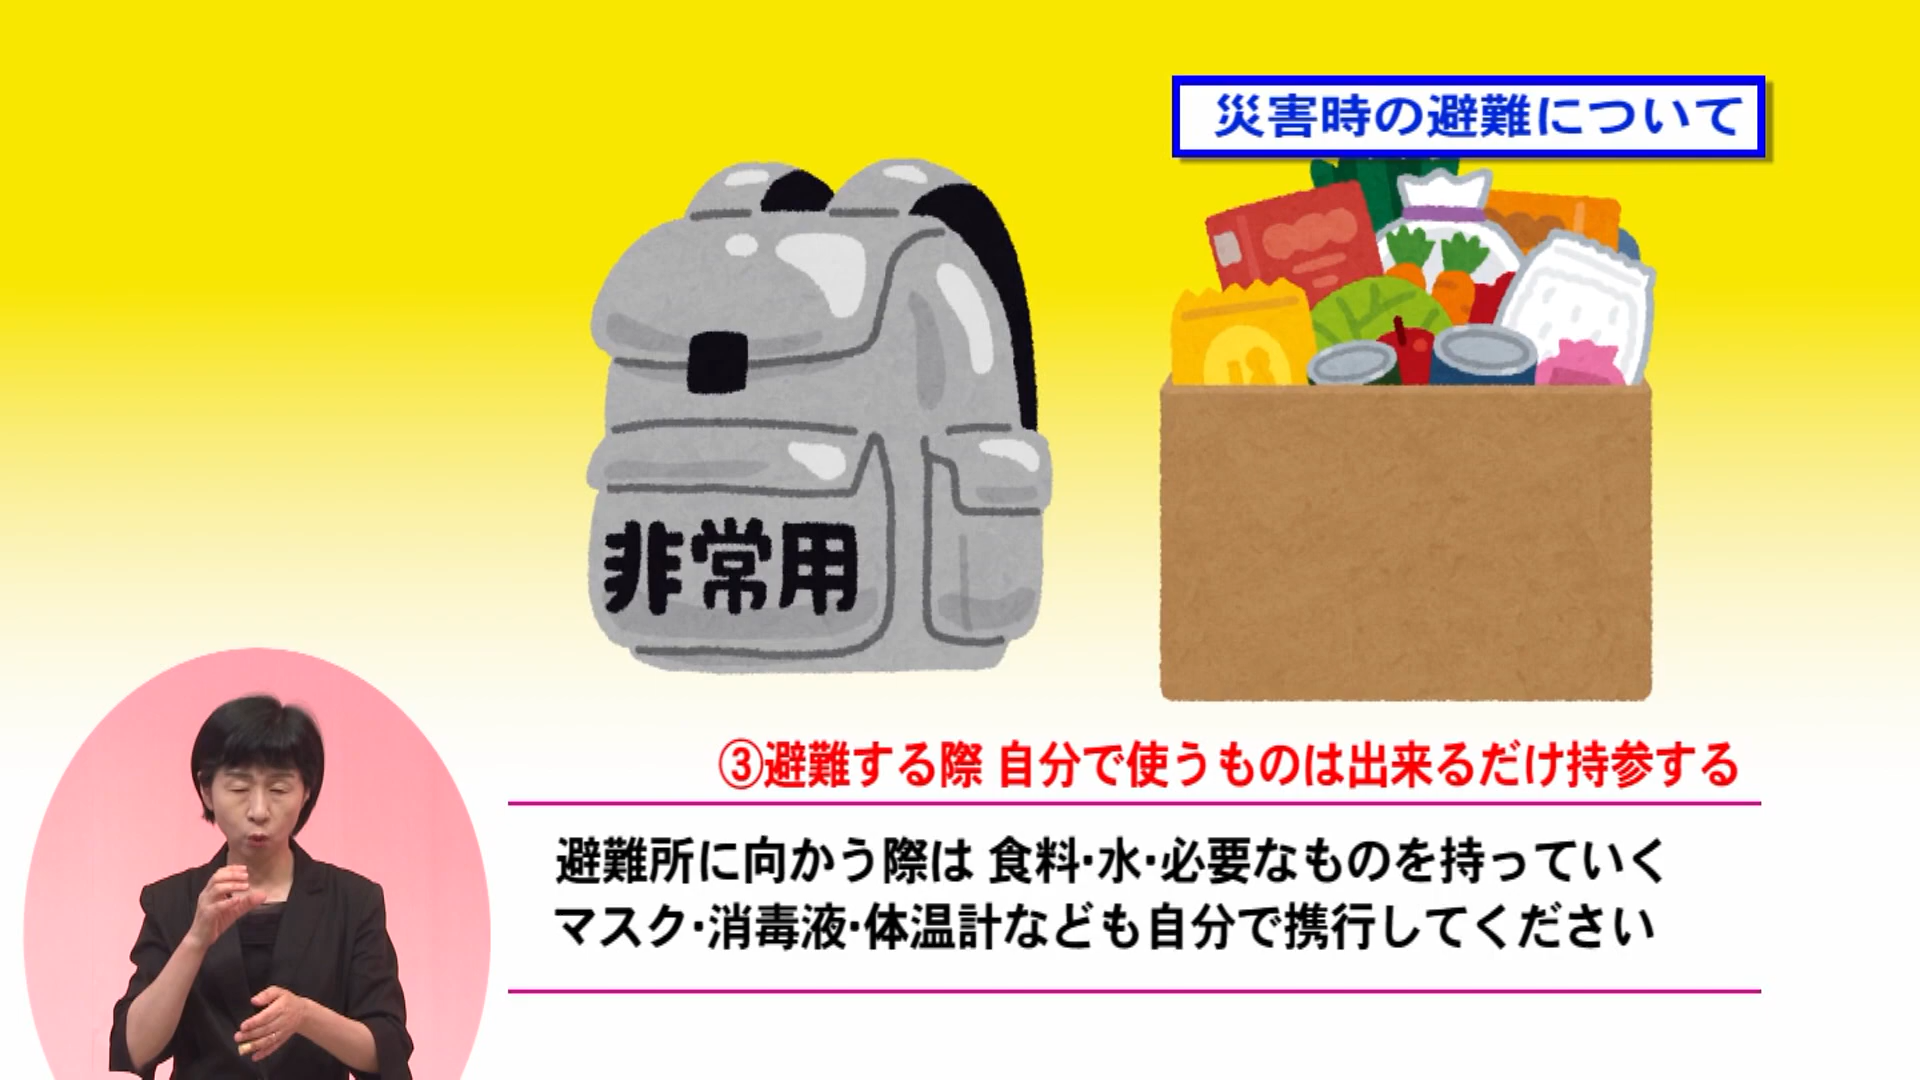 災害時の避難について
非常用
③避難する際 自分で使うものは出来るだけ持参する
避難所に向かう際は 食料･水･必要なものを持っていく
マスク･消毒液･体温計なども自分で携行してください